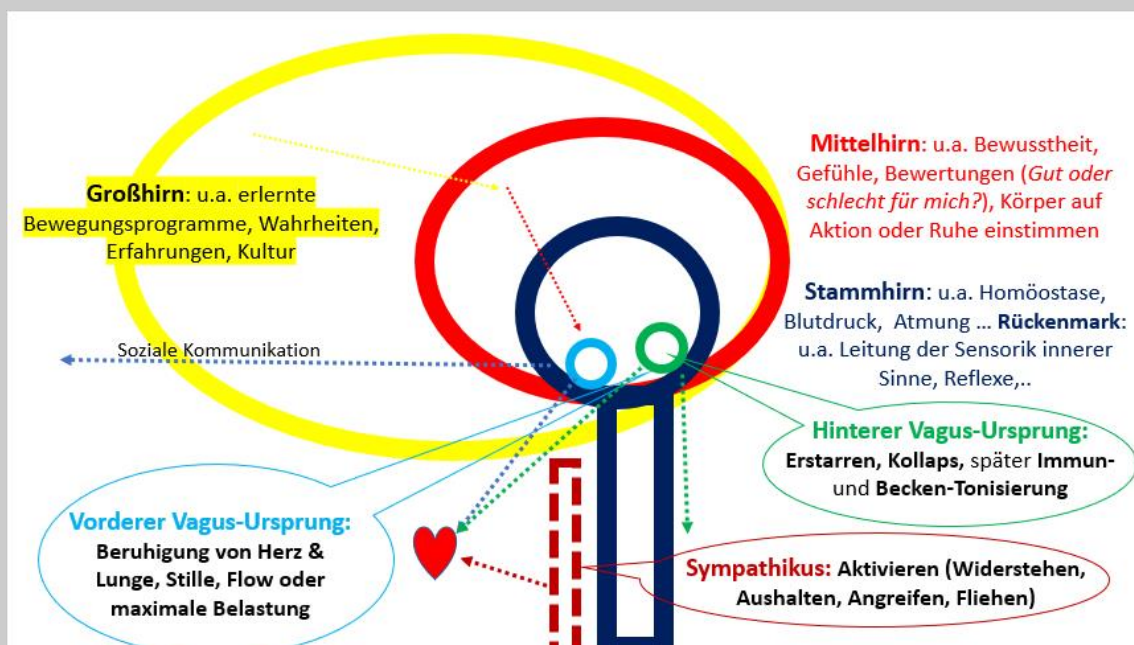 Mittelhirn: u.a. Bewusstheit,
Gefühle, Bewertungen (Gut oder
schlecht für mich?), Körper auf
Aktion oder Ruhe einstimmen
Großhirn: u.a. erlernte
Bewegungsprogramme, Wahrheiten,
Erfahrungen, Kultur
Stammhirn: u.a. Homöostase,
Blutdruck, Atmung ... Rückenmark:
u.a. Leitung der Sensorik innerer
Sinne, Reflexe,..
Soziale Kommunikation
Hinterer Vagus-Ursprung:
Erstarren, Kollaps, später Immun-
und Becken-Tonisierung
Vorderer Vagus-Ursprung:
Beruhigung von Herz &
Lunge, Stille, Flow oder
maximale Belastung
Sympathikus: Aktivieren (Widerstehen,
Aushalten, Angreifen, Fliehen)